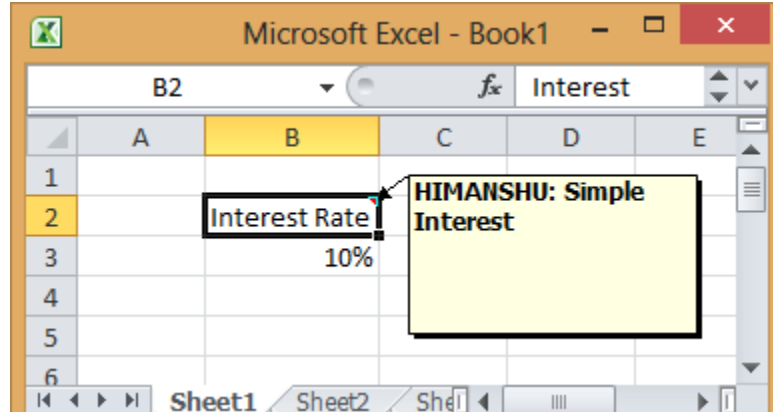 Microsoft Excel - Book1
B2 fx Interest
A B C D E
1
2 Interest Rate
3 10%
4
5
6
HIMANSHU: Simple
Interest
Sheet1 Sheet2 She